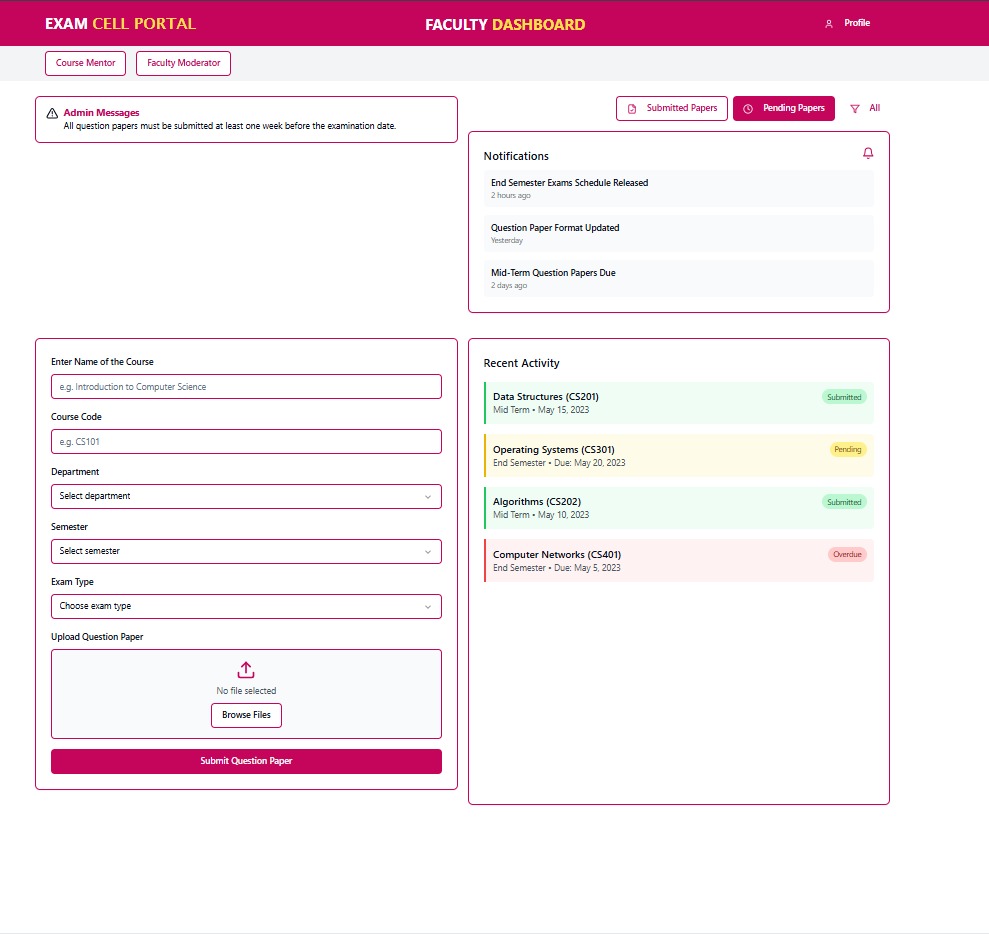 EXAM CELL PORTAL
FACULTY DASHBOARD
Profile
Course Mentor
Faculty Moderator
Admin Messages
All question papers must be submitted at least one week before the examination date.
Submitted Papers
Pending Papers
All
Notifications
End Semester Exams Schedule Released
2 hours ago
Question Paper Format Updated
Yesterday
Mid-Term Question Papers Due
2 days ago
Enter Name of the Course
e.g. Introduction to Computer Science
Course Code
e.g. CS101
Department
Select department
Semester
Select semester
Exam Type
Choose exam type
Upload Question Paper
No file selected
Browse Files
Submit Question Paper
Recent Activity
Data Structures (CS201)
Submitted
Mid Term • May 15, 2023
Operating Systems (CS301)
Pending
End Semester • Due: May 20, 2023
Algorithms (CS202)
Submitted
Mid Term • May 10, 2023
Computer Networks (CS401)
Overdue
End Semester • Due: May 5, 2023